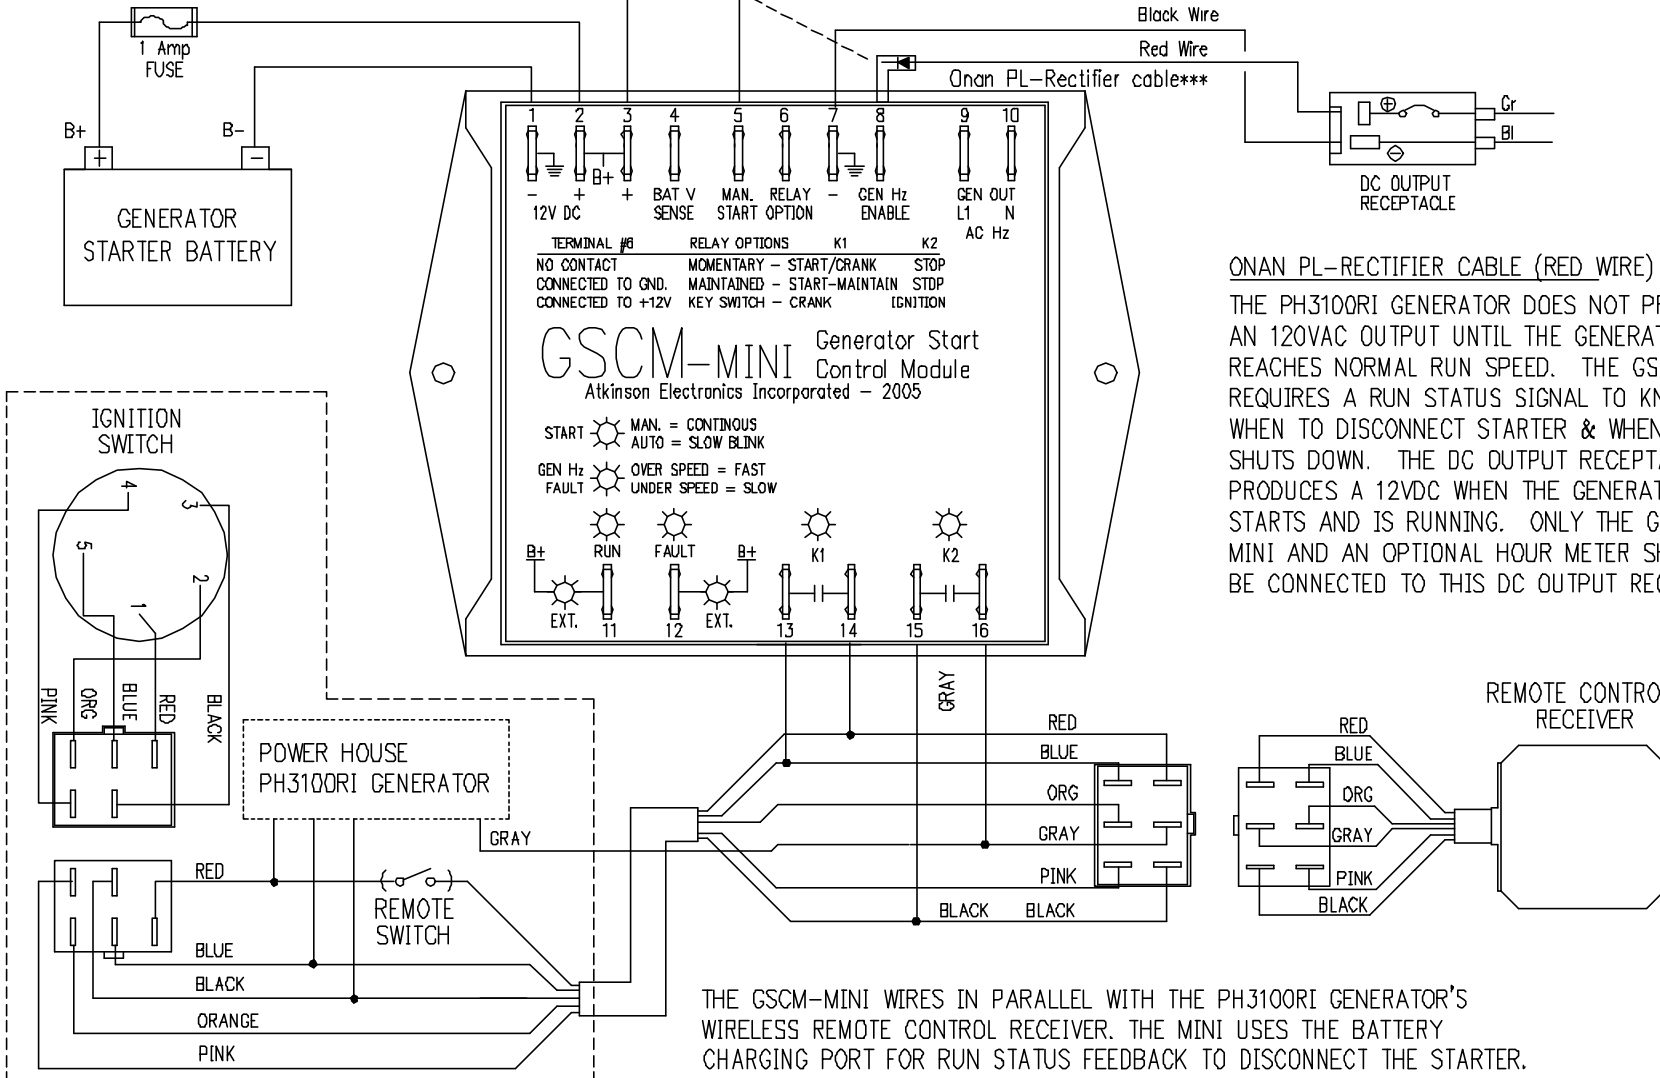 Black Wire
Red Wire
Onan PL-Rectifier cable***
1 Amp
FUSE
B+
B-
+
-
GENERATOR
STARTER BATTERY
1 2 3 4 5 6 7 8 9 10
B+
- + + BAT V MAN. RELAY - GEN Hz GEN OUT
12V DC SENSE START OPTION ENABLE L1 N
AC Hz
Gr
Bl
+
-
DC OUTPUT
RECEPTACLE
TERMINAL #6 RELAY OPTIONS K1 K2
NO CONTACT MOMENTARY - START/CRANK STOP
CONNECTED TO GND. MAINTAINED - START-MAINTAIN STOP
CONNECTED TO +12V KEY SWITCH - CRANK IGNITION
GSCM-MINI Generator Start
Control Module
Atkinson Electronics Incorporated - 2005
START MAN. = CONTINOUS
AUTO = SLOW BLINK
GEN Hz OVER SPEED = FAST
FAULT UNDER SPEED = SLOW
B+ RUN FAULT B+ K1 K2
EXT. 11 12 EXT. 13 14 15 16
ONAN PL-RECTIFIER CABLE (RED WIRE)
THE PH3100RI GENERATOR DOES NOT
AN 120VAC OUTPUT UNTIL THE
REACHES NORMAL RUN SPEED. THE
REQUIRES A RUN STATUS SIGNAL TO
WHEN TO DISCONNECT STARTER & WHEN
SHUTS DOWN. THE DC OUTPUT
PRODUCES A 12VDC WHEN THE
STARTS AND IS RUNNING. ONLY THE
MINI AND AN OPTIONAL HOUR METER
BE CONNECTED TO THIS DC OUTPUT
IGNITION
SWITCH
4
3
5
2
1
PINK
ORG
BLUE
RED
BLACK
POWER HOUSE
PH3100RI GENERATOR
GRAY
RED
REMOTE
SWITCH
BLUE
BLACK
ORANGE
PINK
GRAY
RED
BLUE
ORG
GRAY
PINK
BLACK BLACK
REMOTE
RECEIVER
RED
BLUE
ORG
GRAY
PINK
BLACK
THE GSCM-MINI WIRES IN PARALLEL WITH THE PH3100RI GENERATOR'S
WIRELESS REMOTE CONTROL RECEIVER. THE MINI USES THE BATTERY
CHARGING PORT FOR RUN STATUS FEEDBACK TO DISCONNECT THE STARTER.